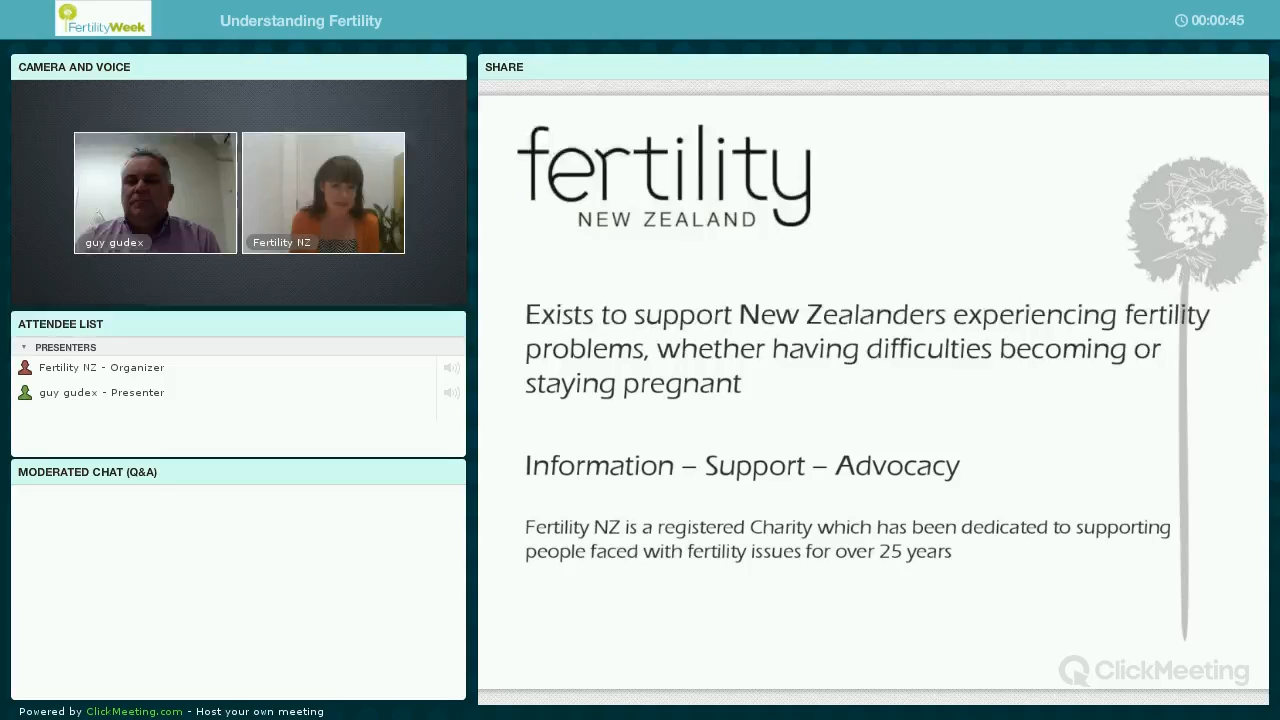 FertilityWeek
Understanding Fertility
00:00:45
CAMERA AND VOICE
guy gudex
Fertility NZ
ATTENDEE LIST
PRESENTERS
Fertility NZ - Organizer
guy gudex - Presenter
MODERATED CHAT (Q&A)
Powered by ClickMeeting.com - Host your own meeting
SHARE
fertility
NEW ZEALAND
Exists to support New Zealanders experiencing fertility
problems, whether having difficulties becoming or
staying pregnant
Information – Support – Advocacy
Fertility NZ is a registered Charity which has been dedicated to supporting
people faced with fertility issues for over 25 years
ClickMeeting